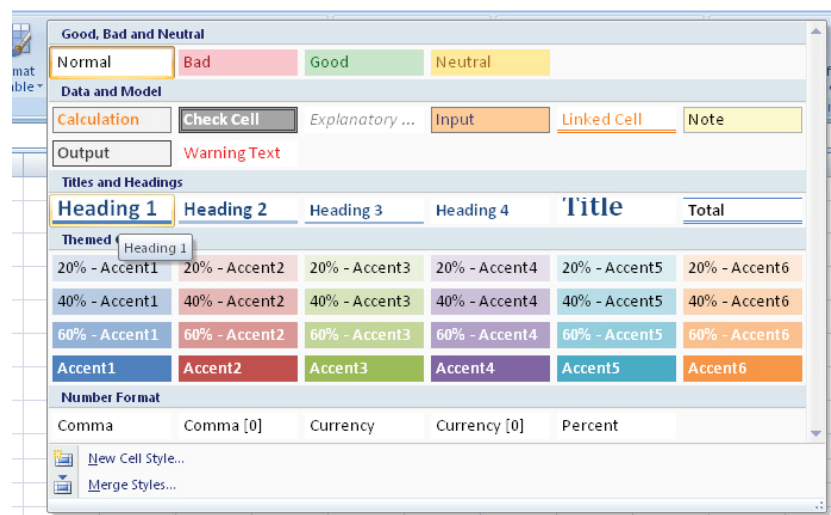 Good, Bad and Neutral
Normal Bad Good Neutral
mat
ble
Data and Model
Calculation Check Cell Explanatory ... Input Linked Cell Note
Output Warning Text
Titles and Headings
Heading 1 Heading 2 Heading 3 Heading 4 Title Total
Themed
Heading 1
20% - Accent1 20% - Accent2 20% - Accent3 20% - Accent4 20% - Accent5 20% - Accent6
40% - Accent1 40% - Accent2 40% - Accent3 40% - Accent4 40% - Accent5 40% - Accent6
60% - Accent1 60% - Accent2 60% - Accent3 60% - Accent4 60% - Accent5 60% - Accent6
Accent1 Accent2 Accent3 Accent4 Accent5 Accent6
Number Format
Comma Comma [0] Currency Currency [0] Percent
New Cell Style...
Merge Styles...